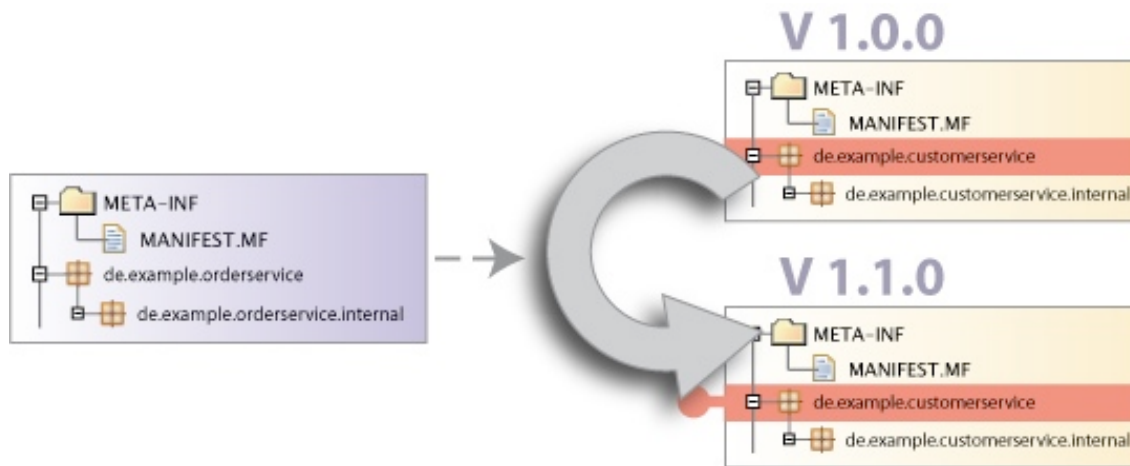 V 1.0.0
META-INF
MANIFEST.MF
de.example.customerservice
de.example.customerservice.internal
META-INF
MANIFEST.MF
de.example.orderservice
de.example.orderservice.internal
V 1.1.0
META-INF
MANIFEST.MF
de.example.customerservice
de.example.customerservice.internal